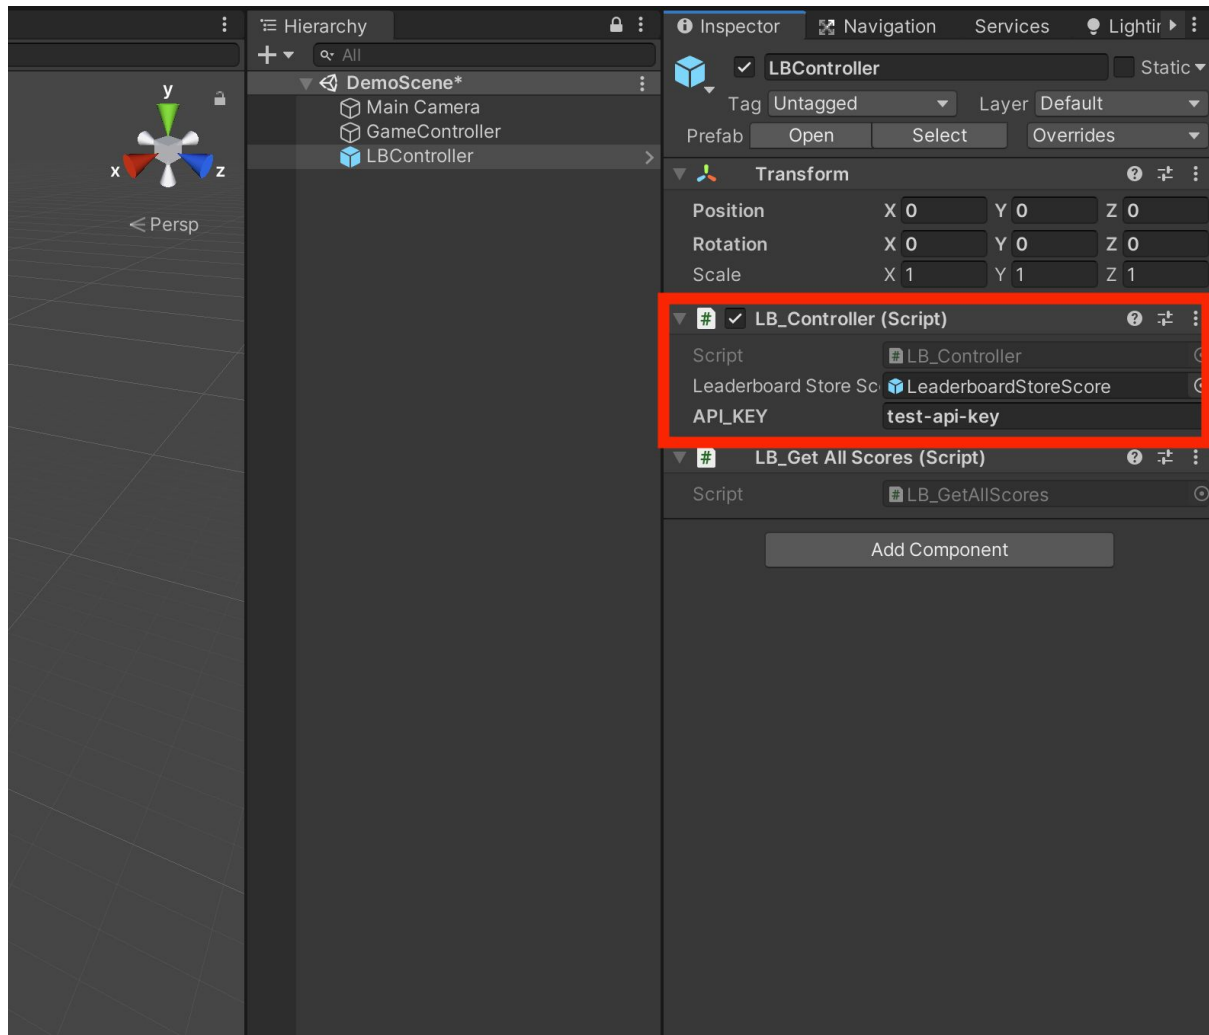 Hierarchy
All
DemoScene*
Main Camera
GameController
LBController
y
x
z
Persp
Inspector Navigation Services Lightir
LBController Static
Tag Untagged Layer Default
Prefab Open Select Overrides
Transform
Position X 0 Y 0 Z 0
Rotation X 0 Y 0 Z 0
Scale X 1 Y 1 Z 1
# LB_Controller (Script)
Script # LB_Controller
Leaderboard Store Sc LeaderboardStoreScore
API_KEY test-api-key
# LB_Get All Scores (Script)
Script # LB_GetAllScores
Add Component